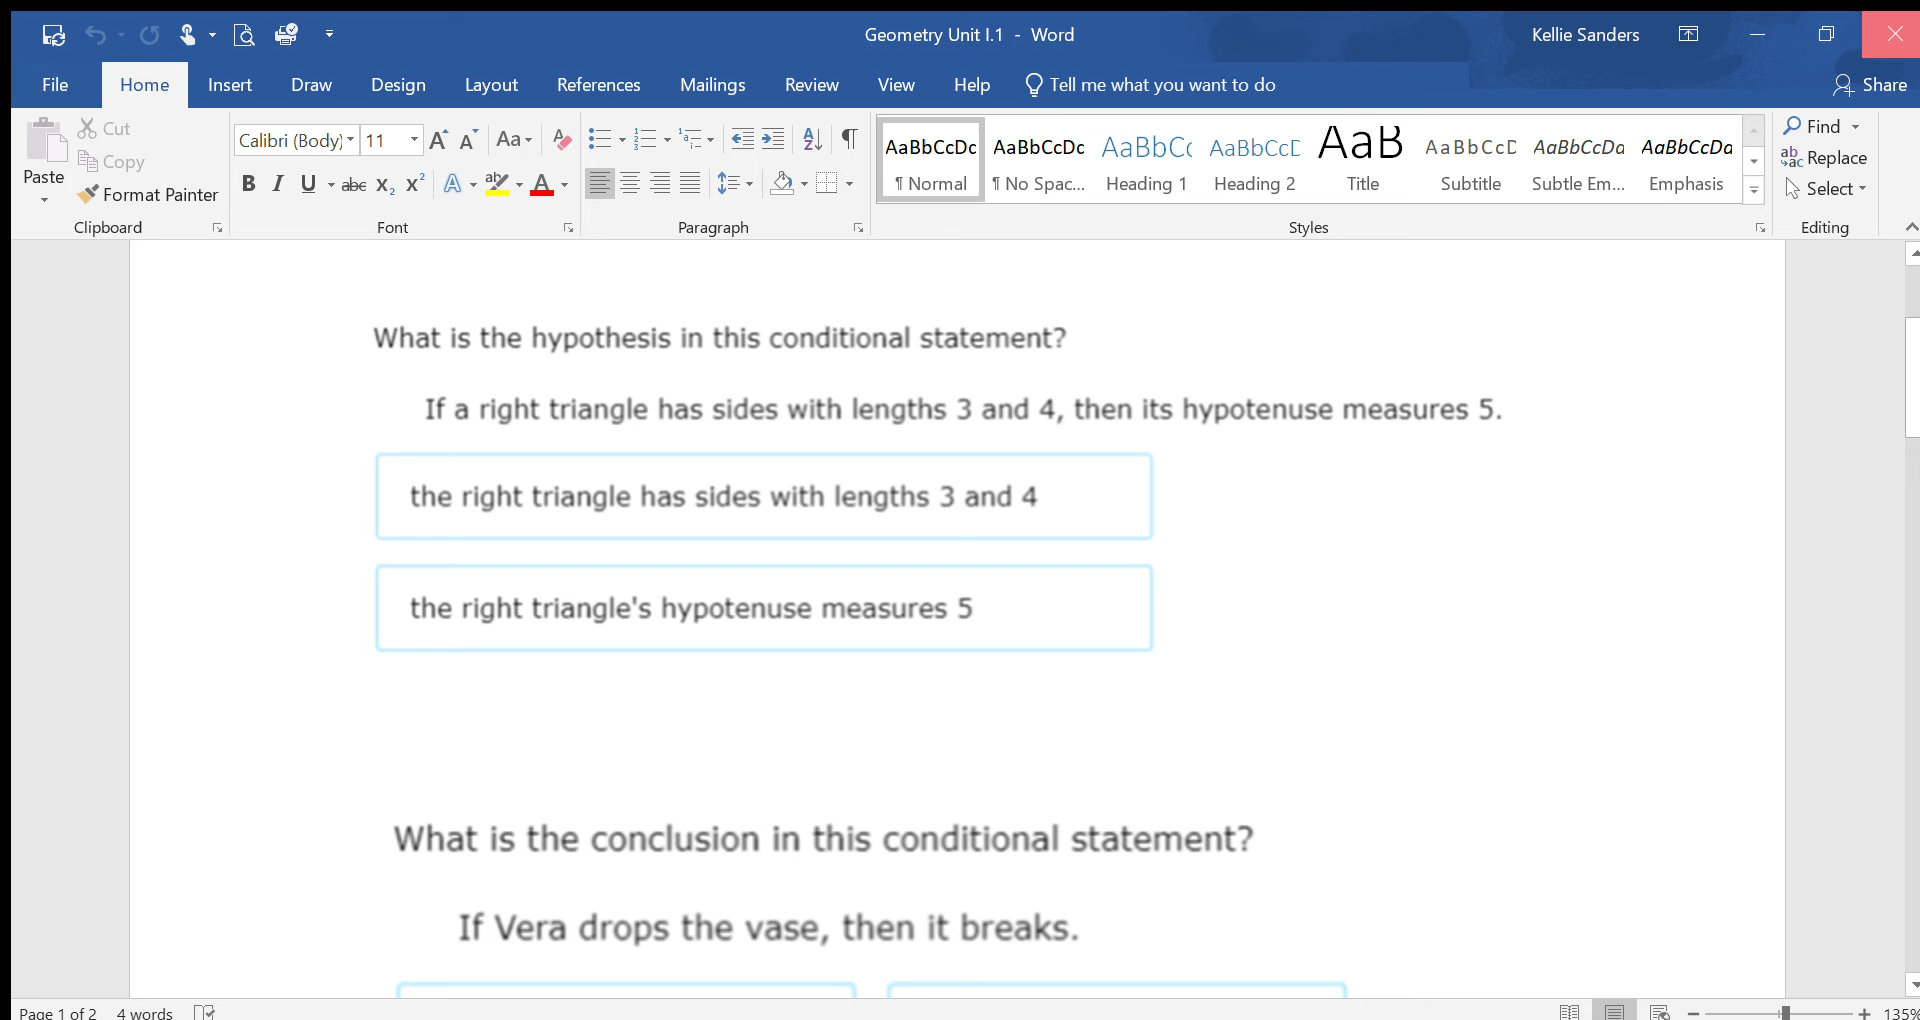 Geometry Unit I.1 - Word
Kellie Sanders
File Home Insert Draw Design Layout References Mailings Review View Help Tell me what you want to do Share
Paste
Cut
Copy
Format Painter
Clipboard
Calibri (Body) 11 A A Aa A
B I U abc X2 X2 A ab A
Font
Paragraph
AaBbCcDc AaBbCcDc AaBbCc AaBbCcD AaB AaBbCcD AaBbCcDa AaBbCcDa
¶ Normal ¶ No Spac... Heading 1 Heading 2 Title Subtitle Subtle Em... Emphasis
Styles
Find
Replace
Select
Editing
What is the hypothesis in this conditional statement?
If a right triangle has sides with lengths 3 and 4, then its hypotenuse measures 5.
the right triangle has sides with lengths 3 and 4
the right triangle's hypotenuse measures 5
What is the conclusion in this conditional statement?
If Vera drops the vase, then it breaks.
Page 1 of 2 4 words
135%